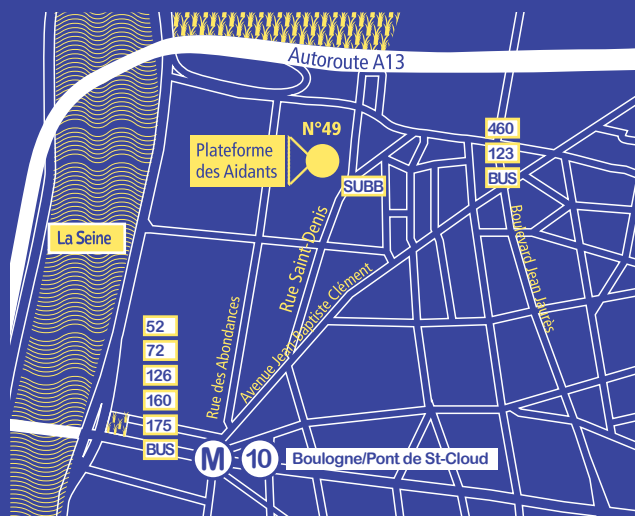 Autoroute A13
N°49
Plateforme
des Aidants
460
123
BUS
SUBB
La Seine
Rue Saint-Denis
Boulevard Jean Jaurès
Avenue Jean Baptiste Clément
Rue des Abondances
52
72
126
160
175
BUS
M
10
Boulogne/Pont de St-Cloud